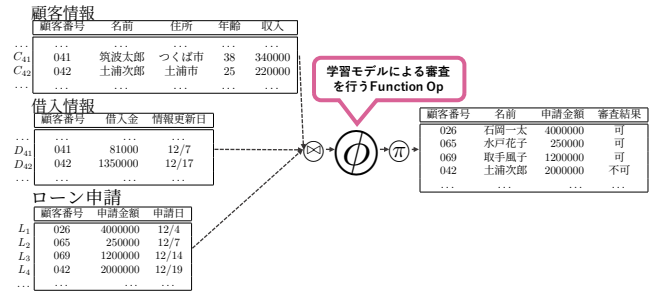 顧客情報
顧客番号 名前 住所 年齢 収入
... ... ... ... ... ...
C41 041 筑波太郎 つくば市 38 340000
C42 042 土浦次郎 土浦市 25 220000
... ... ... ... ... ...
借入情報
顧客番号 借入金 情報更新日
... ... ... ...
D41 041 81000 12/7
D42 042 1350000 12/17
... ... ... ...
ローン申請
顧客番号 申請金額 申請日
L1 026 4000000 12/4
L2 065 250000 12/7
L3 069 1200000 12/14
L4 042 2000000 12/19
... ... ... ...
学習モデルによる審査
を行うFunction Op
⋈ ϕ π
顧客番号 名前 申請金額 審査結果
026 石岡一太 4000000 可
065 水戸花子 250000 可
069 取手風子 1200000 可
042 土浦次郎 2000000 不可
... ... ... ...